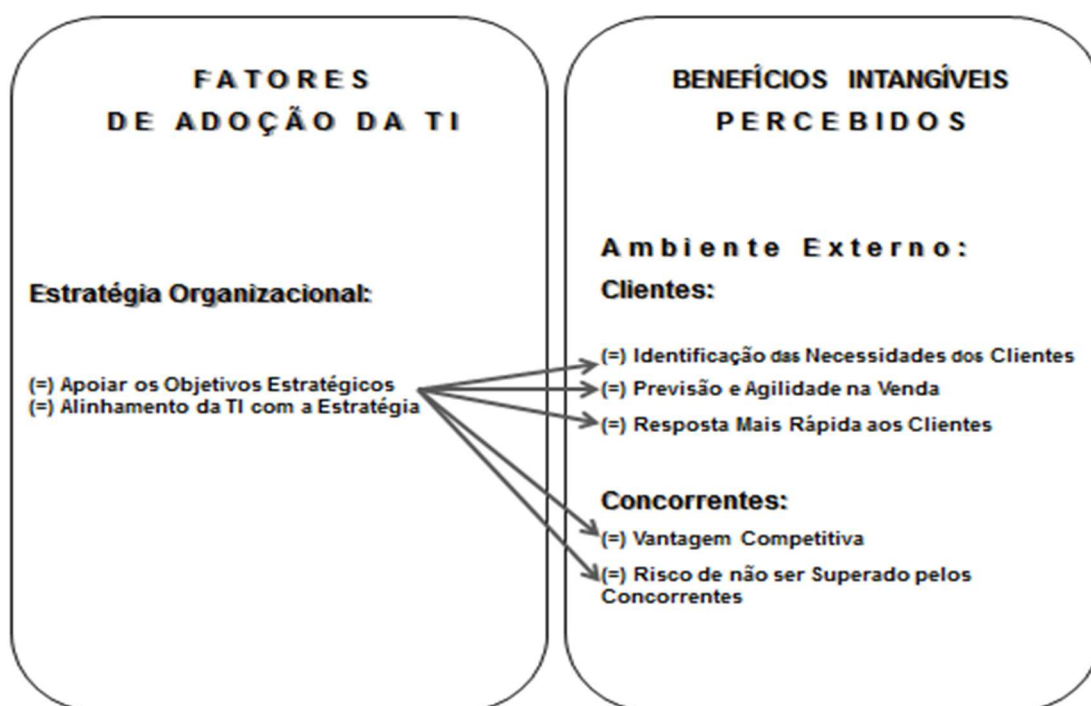 FATORES
DE ADOÇÃO DA TI
Estratégia Organizacional:
(=) Apoiar os Objetivos Estratégicos
(=) Alinhamento da TI com a Estratégia
BENEFÍCIOS INTANGÍVEIS
PERCEBIDOS
Ambiente Externo:
Clientes:
(=) Identificação das Necessidades dos Clientes
(=) Previsão e Agilidade na Venda
(=) Resposta Mais Rápida aos Clientes
Concorrentes:
(=) Vantagem Competitiva
(=) Risco de não ser Superado pelos
Concorrentes